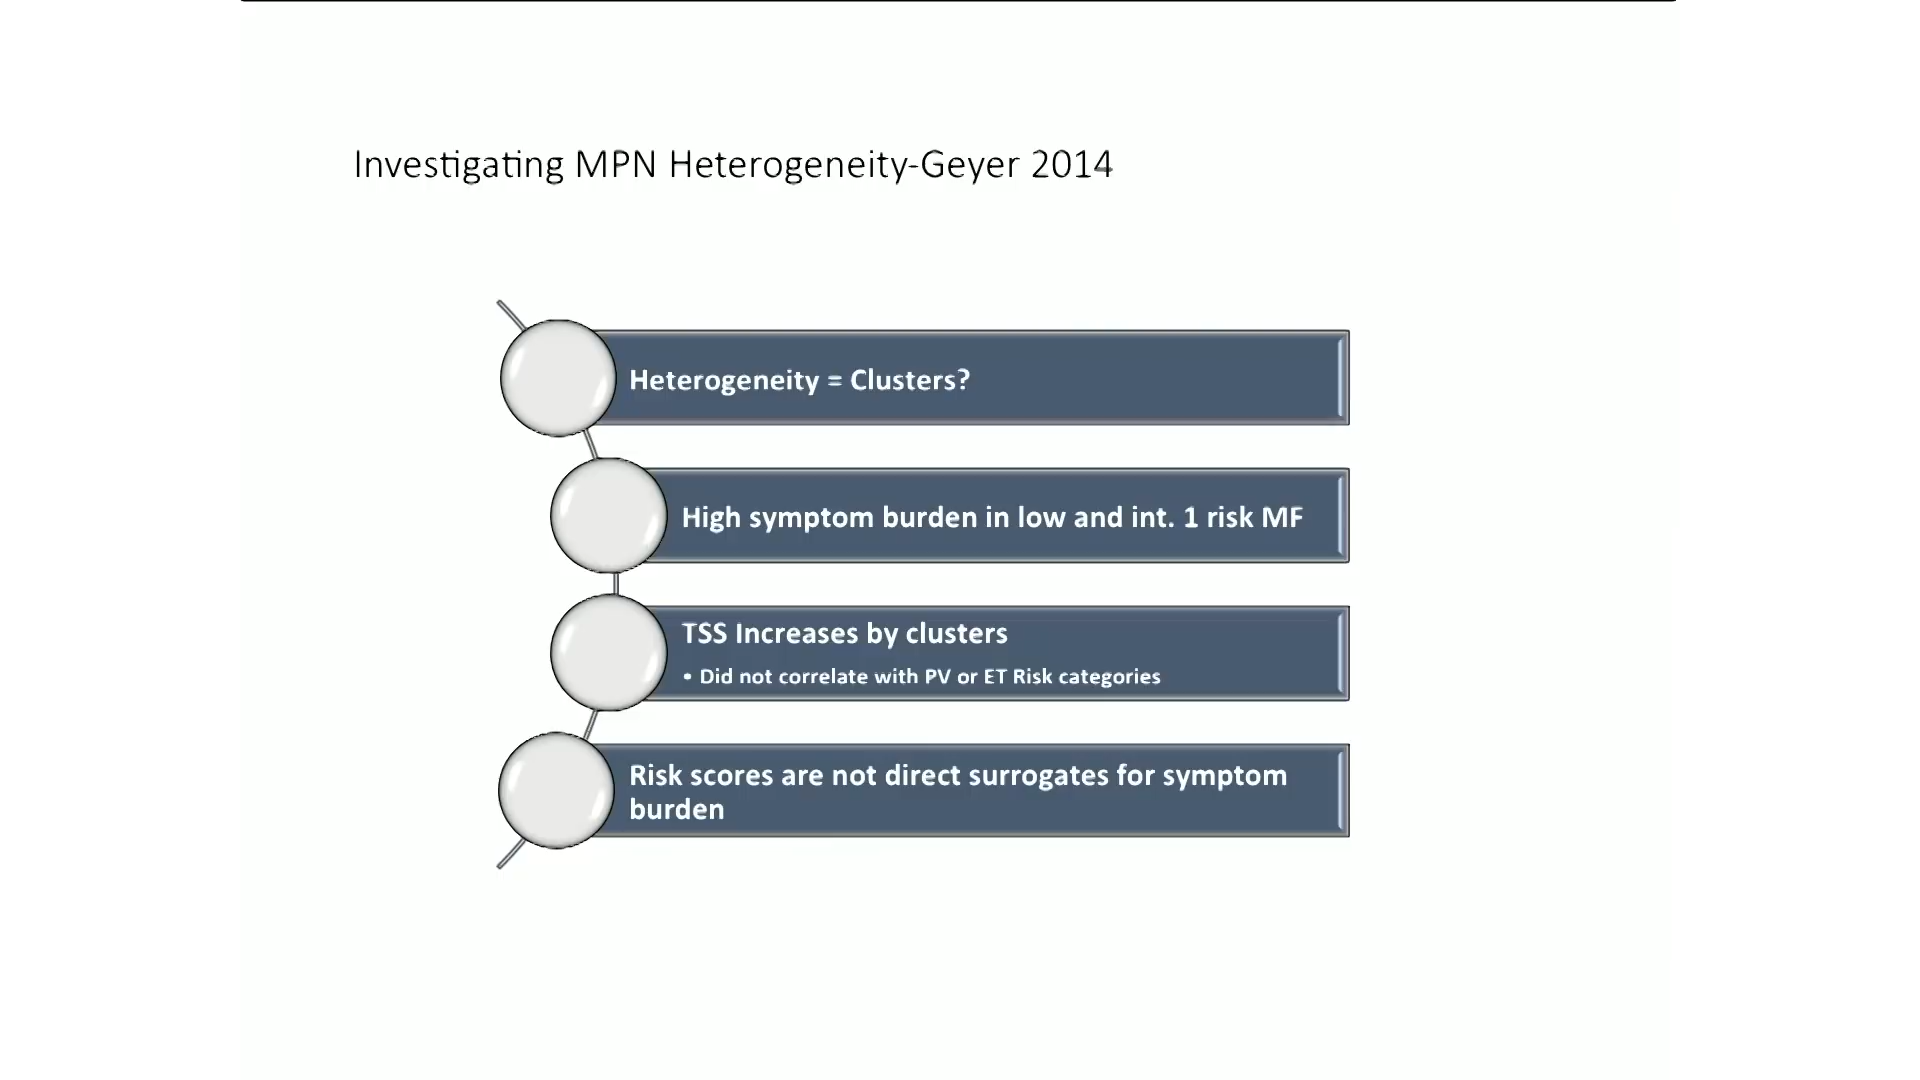 Investigating MPN Heterogeneity-Geyer 2014
Heterogeneity = Clusters?
High symptom burden in low and int. 1 risk MF
TSS Increases by clusters
• Did not correlate with PV or ET Risk categories
Risk scores are not direct surrogates for symptom
burden